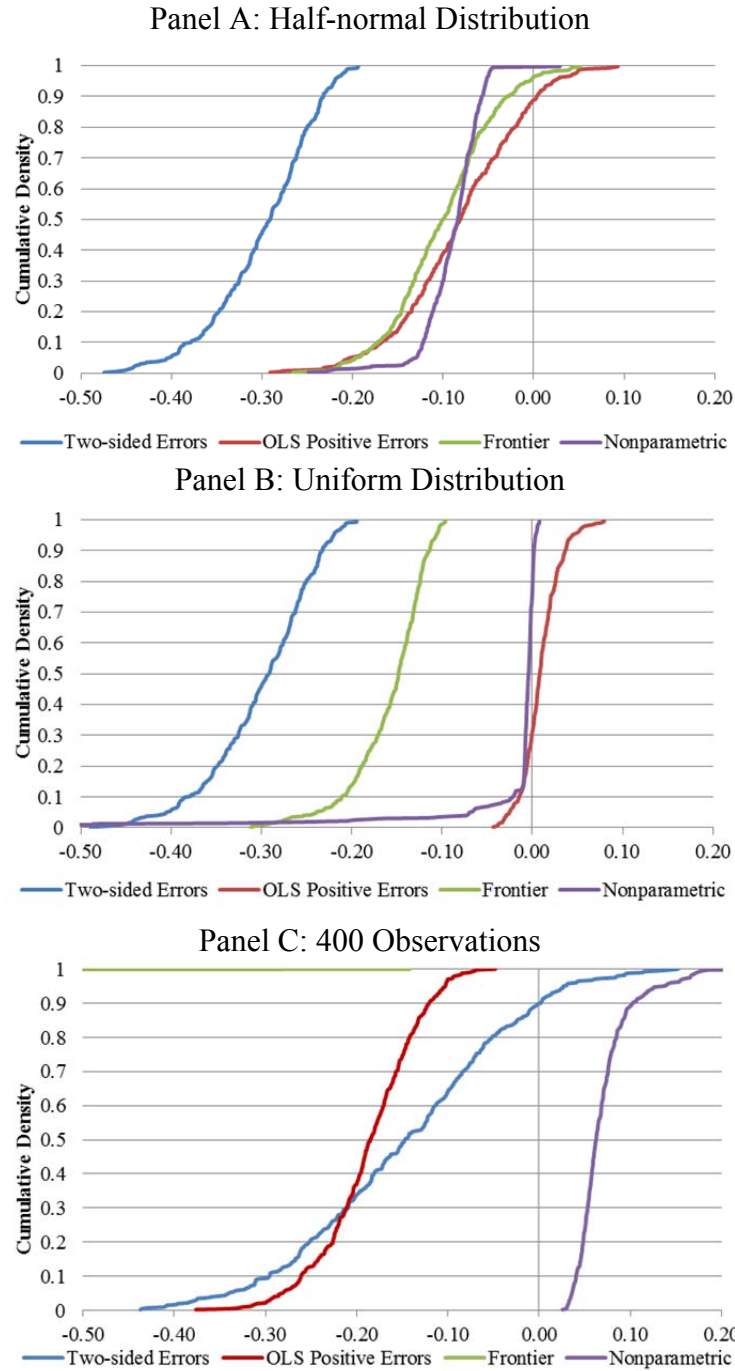 Panel A: Half-normal Distribution
1
0.9
0.8
0.7
0.6
0.5
0.4
0.3
0.2
0.1
0
Cumulative Density
-0.50 -0.40 -0.30 -0.20 -0.10 0.00 0.10 0.20
Two-sided Errors OLS Positive Errors Frontier Nonparametric
Panel B: Uniform Distribution
1
0.9
0.8
0.7
0.6
0.5
0.4
0.3
0.2
0.1
0
Cumulative Density
-0.50 -0.40 -0.30 -0.20 -0.10 0.00 0.10 0.20
Two-sided Errors OLS Positive Errors Frontier Nonparametric
Panel C: 400 Observations
1
0.9
0.8
0.7
0.6
0.5
0.4
0.3
0.2
0.1
0
Cumulative Density
-0.50 -0.40 -0.30 -0.20 -0.10 0.00 0.10 0.20
Two-sided Errors OLS Positive Errors Frontier Nonparametric